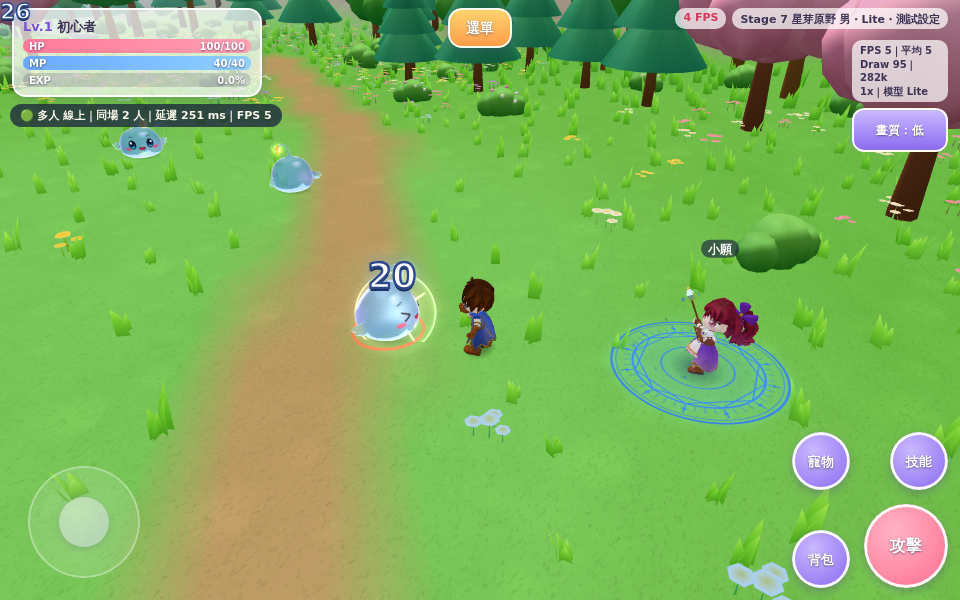 26
Lv.1 初心者
HP 100/100
MP 40/40
EXP 0.0%
🟢 多人 線上 | 同場 2 人 | 延遲 251 ms | FPS 5
選單
4 FPS
Stage 7 星芽原野 男・Lite・測試設定
FPS 5 | 平均 5
Draw 95 |
282k
1x | 模型 Lite
畫質：低
小願
20
寵物
技能
背包
攻擊